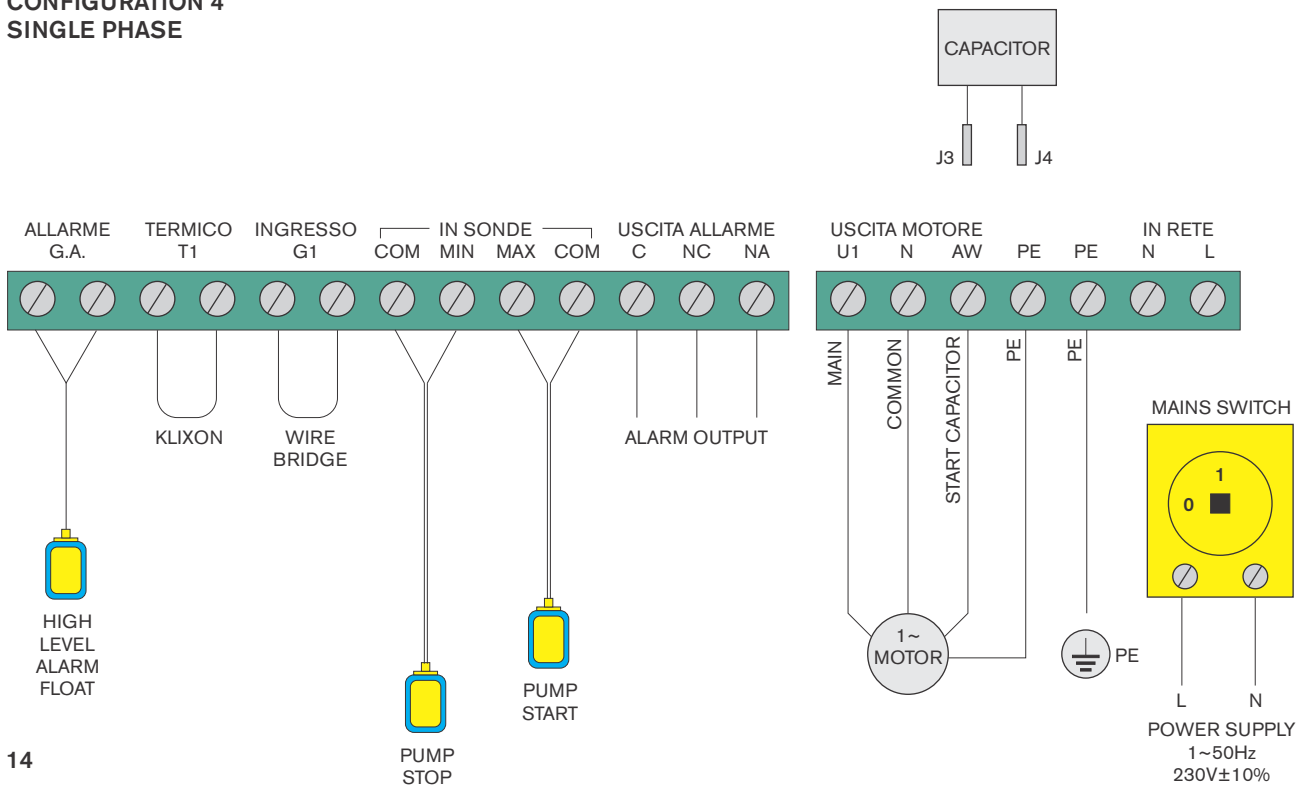 CONFIGURATION 4
SINGLE PHASE
CAPACITOR
J3 J4
ALLARME TERMICO INGRESSO IN SONDE USCITA ALLARME USCITA MOTORE IN RETE
G.A. T1 G1 COM MIN MAX COM C NC NA U1 N AW PE PE N L
MAIN
COMMON
START CAPACITOR
PE
PE
KLIXON
WIRE
BRIDGE
ALARM OUTPUT
MAINS SWITCH
1
0
HIGH
LEVEL
ALARM
FLOAT
PUMP
STOP
PUMP
START
1~
MOTOR
PE
L N
POWER SUPPLY
1~50Hz
230V±10%
14